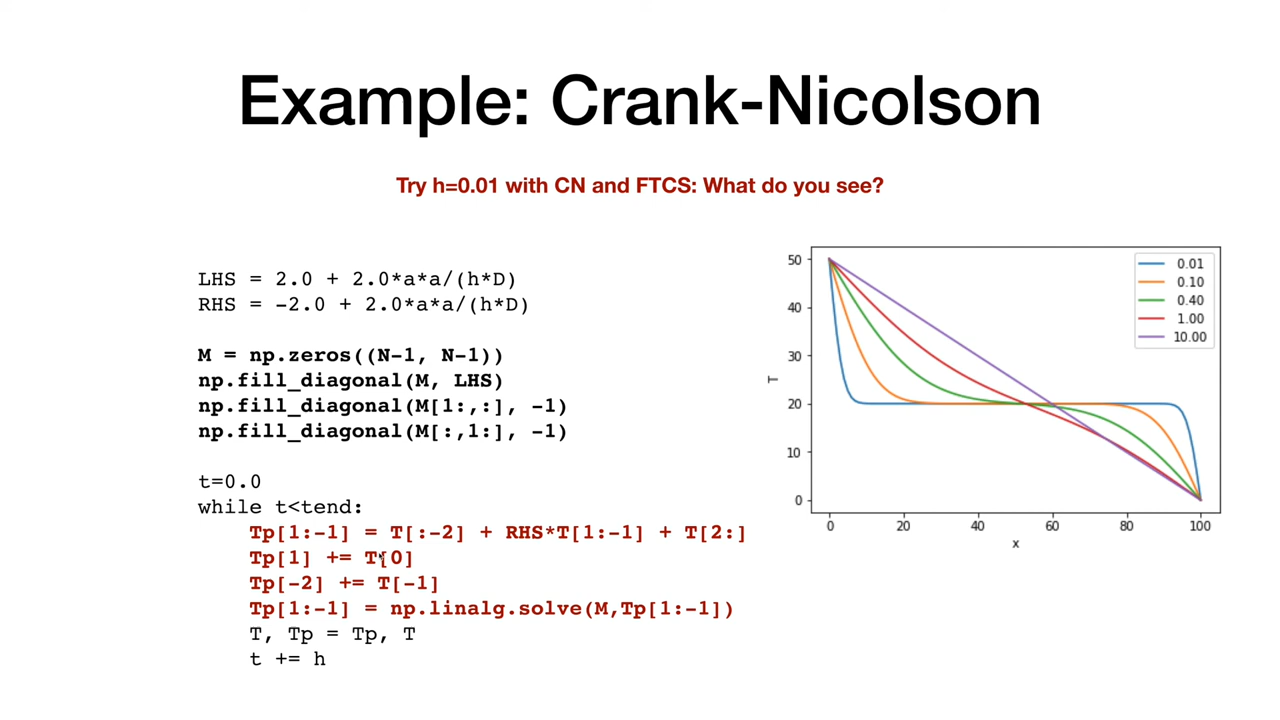 Example: Crank-Nicolson
Try h=0.01 with CN and FTCS: What do you see?
LHS = 2.0 + 2.0*a*a/(h*D)
RHS = -2.0 + 2.0*a*a/(h*D)
M = np.zeros((N-1, N-1))
np.fill_diagonal(M, LHS)
np.fill_diagonal(M[1:,:], -1)
np.fill_diagonal(M[:,1:], -1)
t=0.0
while t<tend:
Tp[1:-1] = T[:-2] + RHS*T[1:-1] + T[2:]
Tp[1] += T[0]
Tp[-2] += T[-1]
Tp[1:-1] = np.linalg.solve(M,Tp[1:-1])
T, Tp = Tp, T
t += h
50
40
30
20
10
0
T
0 20 40 60 80 100
x
0.01
0.10
0.40
1.00
10.00